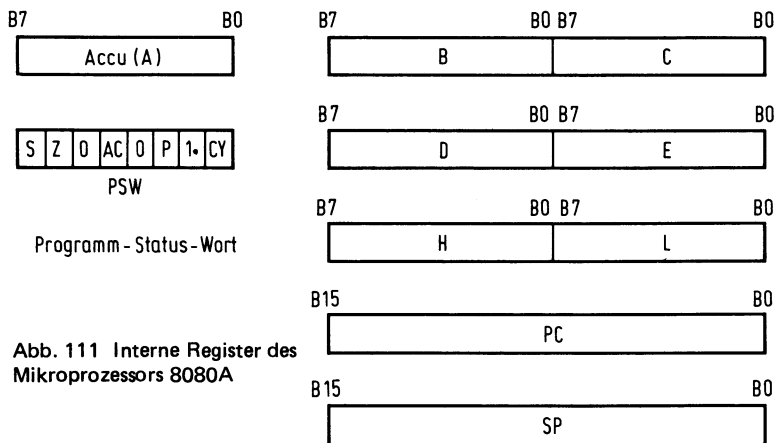 B7 B0 B7 B0 B7 B0
Accu (A) B C
B7 B0 B7 B0
S Z 0 AC 0 P 1• CY D E
PSW
B7 B0 B7 B0
Programm-Status-Wort H L
B15 B0
PC
Abb. 111 Interne Register des
Mikroprozessors 8080A
B15 B0
SP